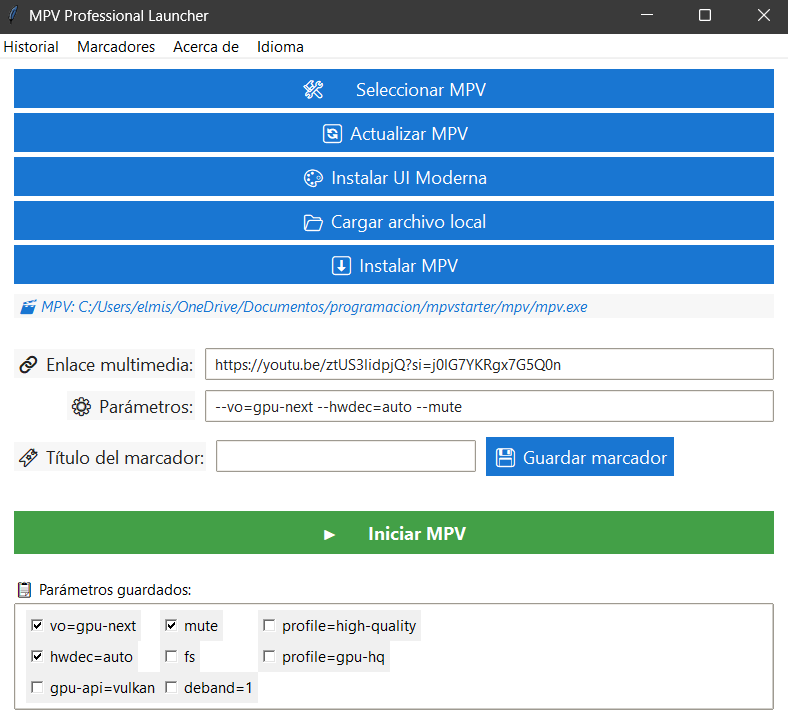 MPV Professional Launcher
Historial Marcadores Acerca de Idioma
Seleccionar MPV
Actualizar MPV
Instalar UI Moderna
Cargar archivo local
Instalar MPV
MPV: C:/Users/elmis/OneDrive/Documentos/programacion/mpvstarter/mpv/mpv.exe
Enlace multimedia: https://youtu.be/ztUS3IidpjQ?si=j0IG7YKRgx7G5Q0n
Parámetros: --vo=gpu-next --hwdec=auto --mute
Título del marcador: Guardar marcador
Iniciar MPV
Parámetros guardados:
vo=gpu-next mute profile=high-quality
hwdec=auto fs profile=gpu-hq
gpu-api=vulkan deband=1